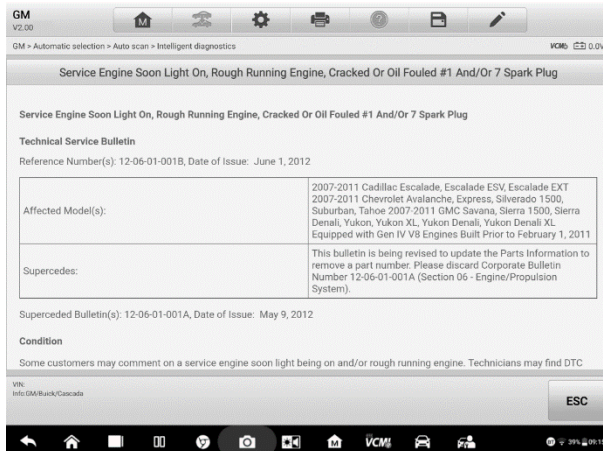 GM
V2.00
GM > Automatic selection > Auto scan > Intelligent diagnostics
VCMI 0.0V
Service Engine Soon Light On, Rough Running Engine, Cracked Or Oil Fouled #1 And/Or 7 Spark Plug
Service Engine Soon Light On, Rough Running Engine, Cracked Or Oil Fouled #1 And/Or 7 Spark Plug
Technical Service Bulletin
Reference Number(s): 12-06-01-001B, Date of Issue: June 1, 2012
Affected Model(s):
2007-2011 Cadillac Escalade, Escalade ESV, Escalade EXT
2007-2011 Chevrolet Avalanche, Express, Silverado 1500,
Suburban, Tahoe 2007-2011 GMC Savana, Sierra 1500, Sierra
Denali, Yukon, Yukon XL, Yukon Denali, Yukon Denali XL
Equipped with Gen IV V8 Engines Built Prior to February 1, 2011
Supercedes:
This bulletin is being revised to update the Parts Information to
remove a part number. Please discard Corporate Bulletin
Number 12-06-01-001A (Section 06 - Engine/Propulsion
System).
Superceded Bulletin(s): 12-06-01-001A, Date of Issue: May 9, 2012
Condition
Some customers may comment on a service engine soon light being on and/or rough running engine. Technicians may find DTC
VIN:
Info:GM/Buick/Cascada
ESC
VCMI
39% 09:15